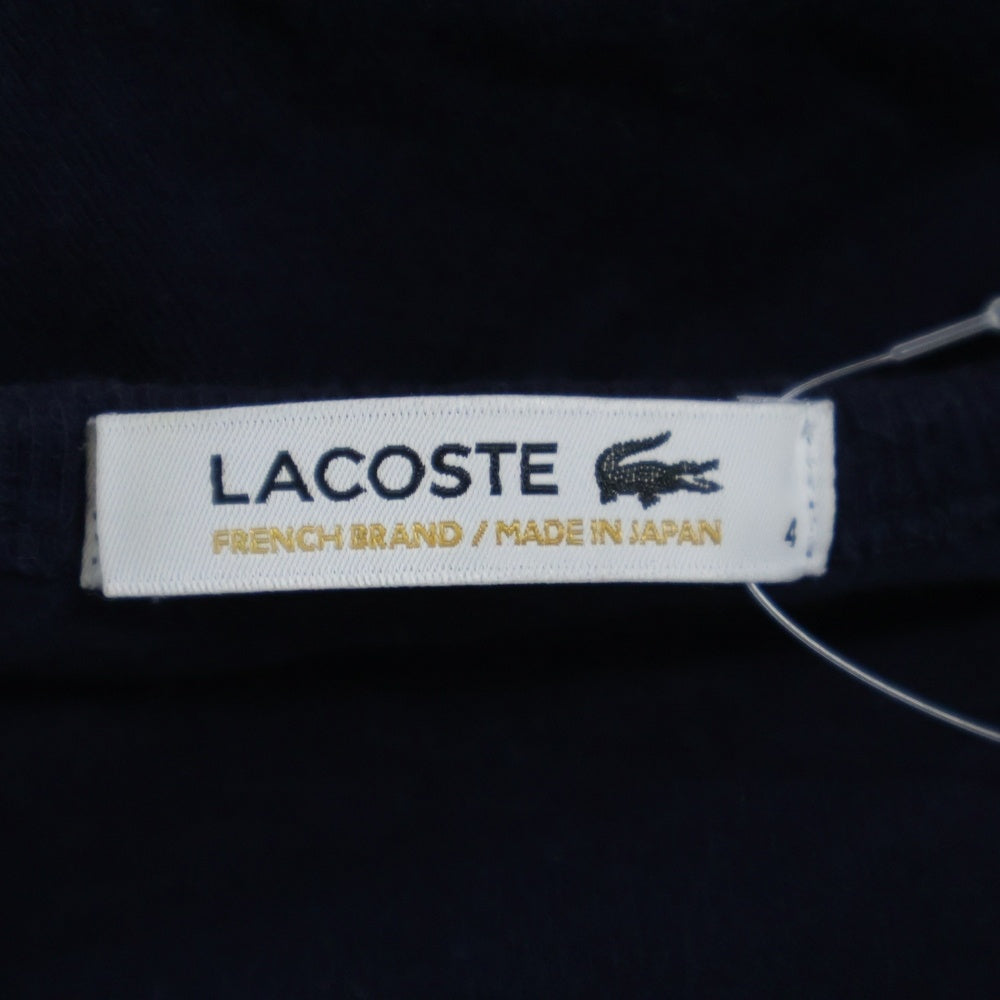 LACOSTE
FRENCH BRAND / MADE IN JAPAN
4